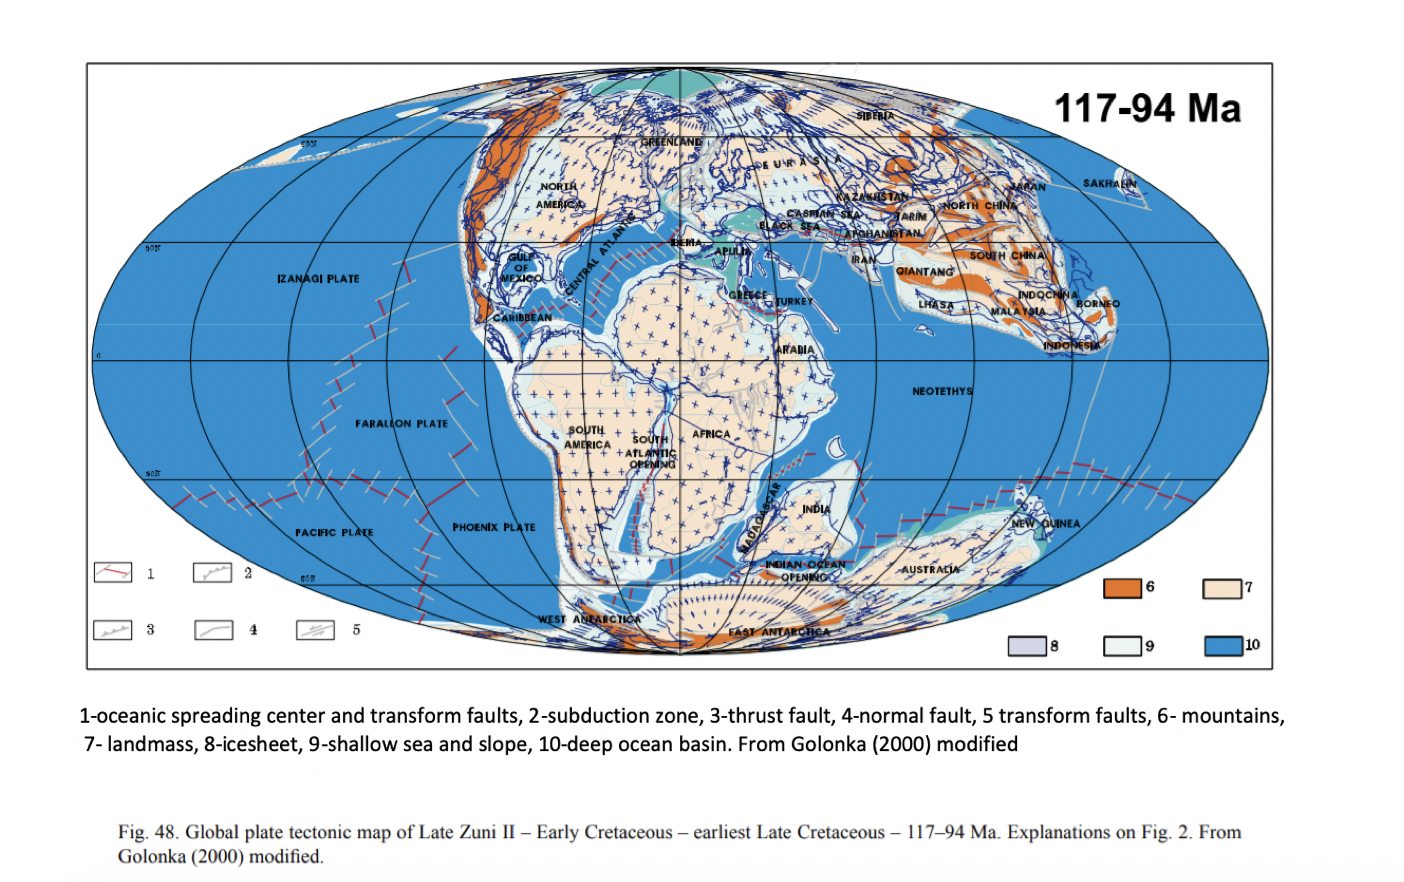 117-94 Ma
SIBERIA
GREENLAND
EURASIA
NORTH
AMERICA
KAZAKHSTAN
JAPAN
SAKHALIN
NORTH CHINA
CASPIAN SEA
TARIM
BLACK SEA
AFGHANISTAN
CENTRAL ATLANTIC
IBERIA
APULIA
IRAN
SOUTH CHINA
QIANTANG
GULF
OF
MEXICO
IZANAGI PLATE
GREECE
TURKEY
LHASA
INDOCHINA
MALAYSIA
BORNEO
CARIBBEAN
INDONESIA
ARABIA
0
NEOTETHYS
FARALLON PLATE
SOUTH
AMERICA
SOUTH
ATLANTIC
OPENING
AFRICA
MADAGASCAR
INDIA
PACIFIC PLATE
PHOENIX PLATE
NEW GUINEA
INDIAN OCEAN
OPENING
AUSTRALIA
WEST ANTARCTICA
EAST ANTARCTICA
1
2
3
4
5
6
7
8
9
10
1-oceanic spreading center and transform faults, 2-subduction zone, 3-thrust fault, 4-normal fault, 5 transform faults, 6- mountains,
7- landmass, 8-icesheet, 9-shallow sea and slope, 10-deep ocean basin. From Golonka (2000) modified
Fig. 48. Global plate tectonic map of Late Zuni II – Early Cretaceous – earliest Late Cretaceous – 117–94 Ma. Explanations on Fig. 2. From
Golonka (2000) modified.